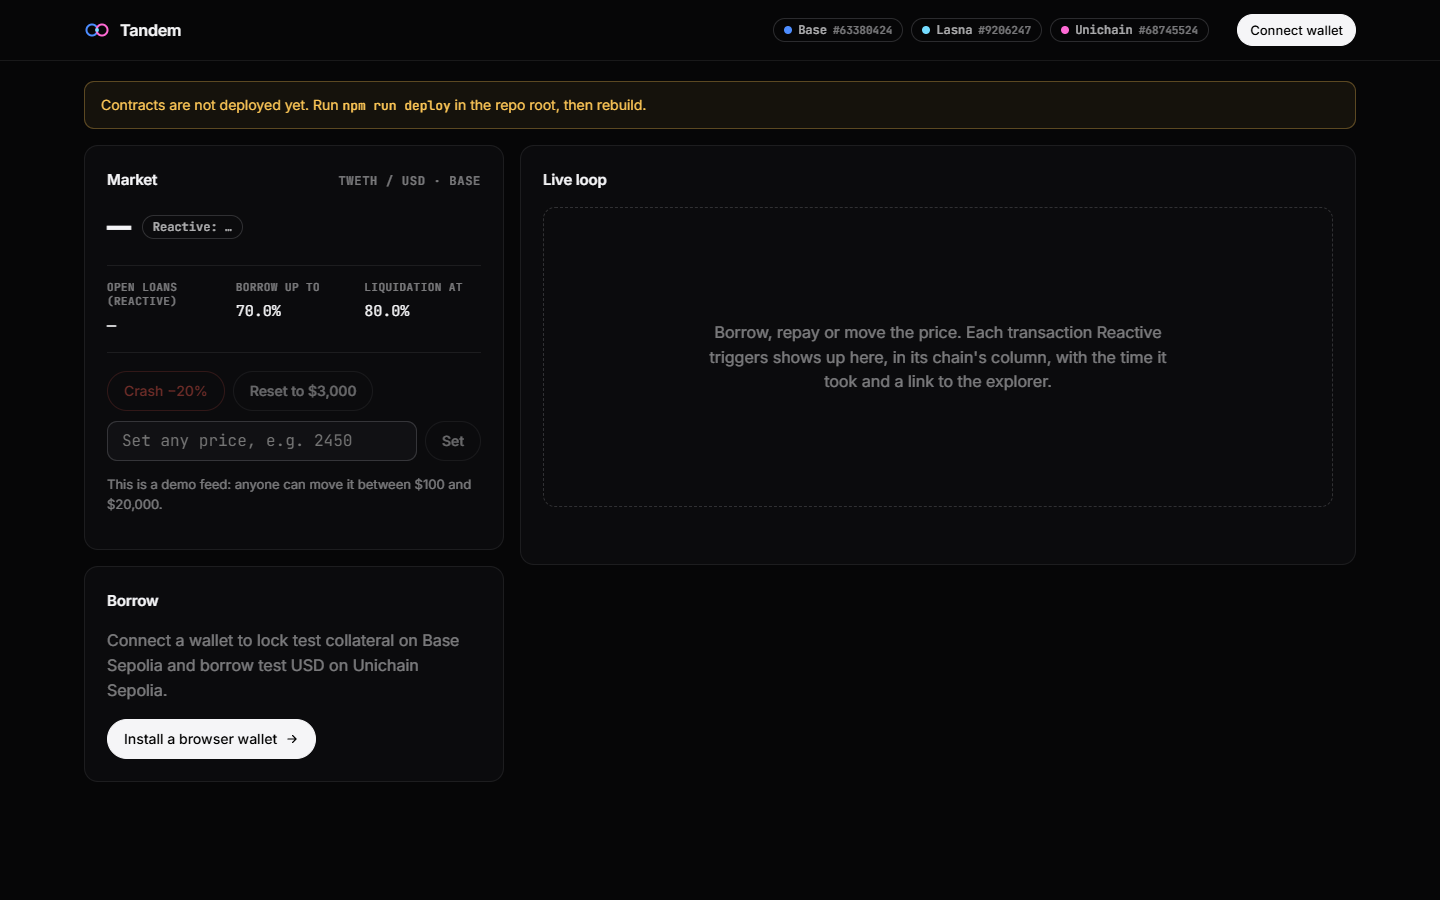 Tandem
Base #63380424
Lasna #9206247
Unichain #68745524
Connect wallet
Contracts are not deployed yet. Run npm run deploy in the repo root, then rebuild.
Market
TWETH / USD · BASE
—
Reactive: …
OPEN LOANS
(REACTIVE)
—
BORROW UP TO
70.0%
LIQUIDATION AT
80.0%
Crash −20%
Reset to $3,000
Set any price, e.g. 2450
Set
This is a demo feed: anyone can move it between $100 and
$20,000.
Live loop
Borrow, repay or move the price. Each transaction Reactive
triggers shows up here, in its chain's column, with the time it
took and a link to the explorer.
Borrow
Connect a wallet to lock test collateral on Base
Sepolia and borrow test USD on Unichain
Sepolia.
Install a browser wallet →